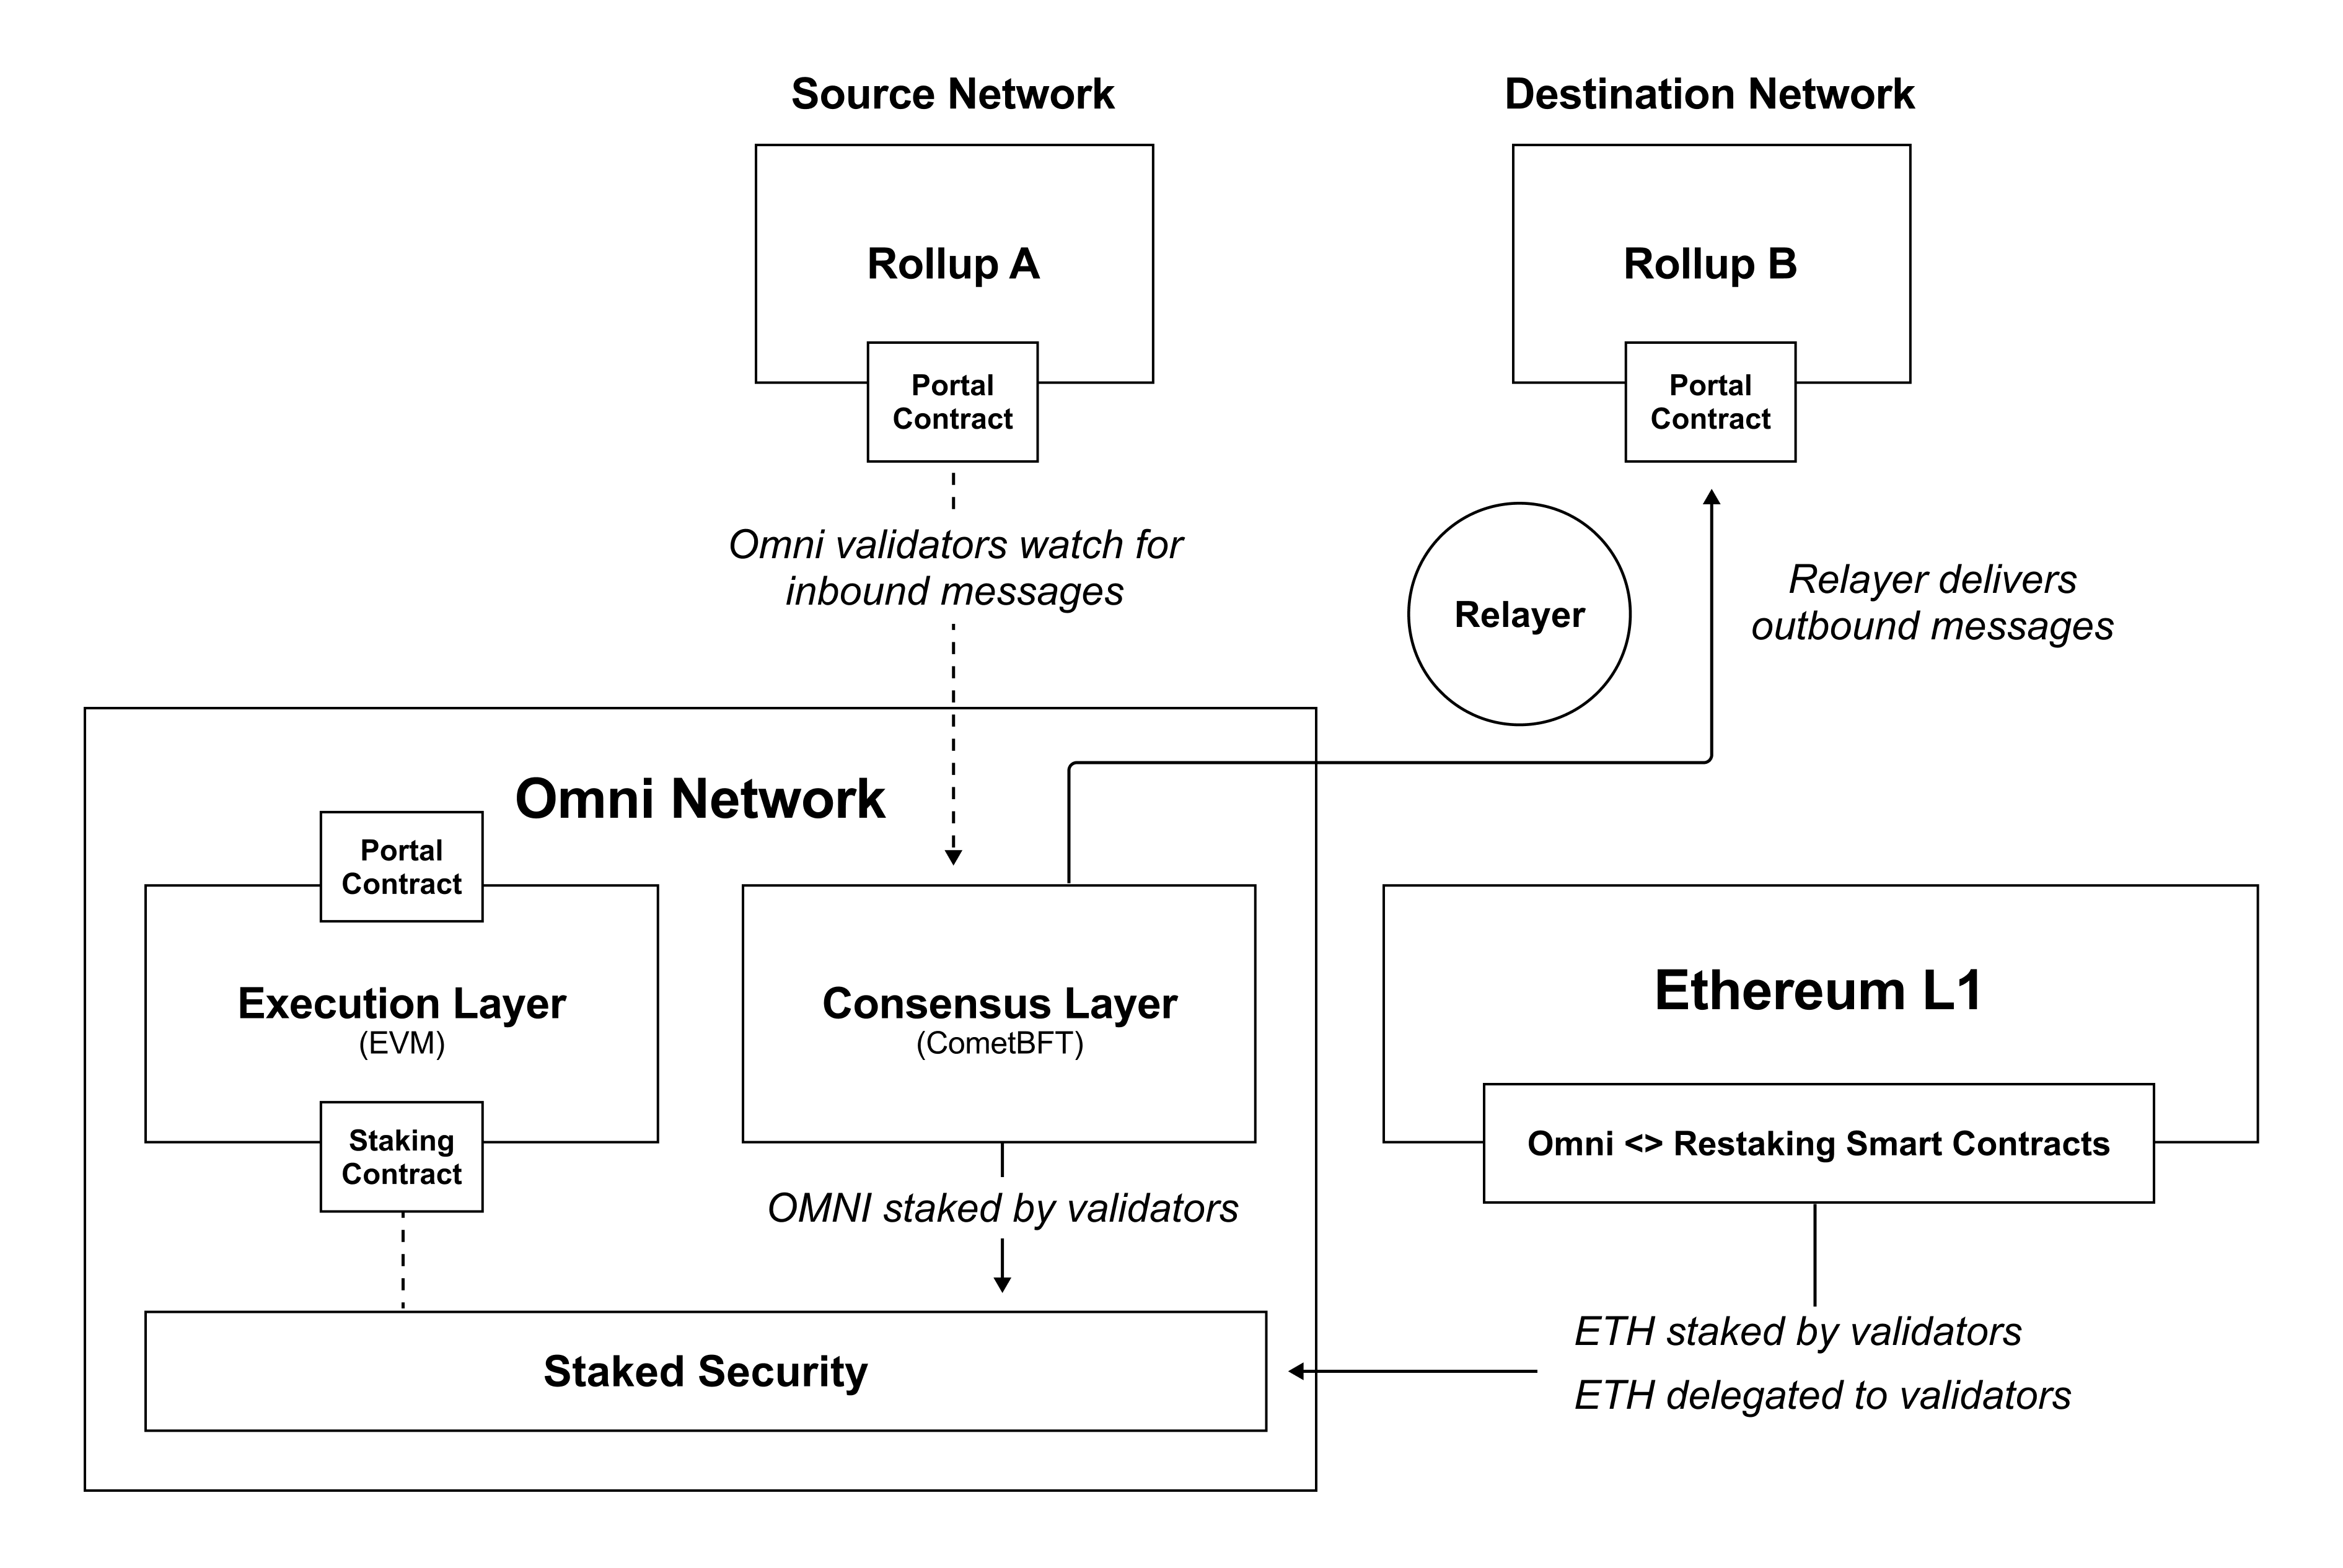 Source Network
Destination Network
Rollup A
Rollup B
Portal
Contract
Portal
Contract
Omni validators watch for
inbound messages
Relayer
Relayer delivers
outbound messages
Omni Network
Portal
Contract
Execution Layer
(EVM)
Staking
Contract
Consensus Layer
(CometBFT)
OMNI staked by validators
Ethereum L1
Omni <> Restaking Smart Contracts
Staked Security
ETH staked by validators
ETH delegated to validators